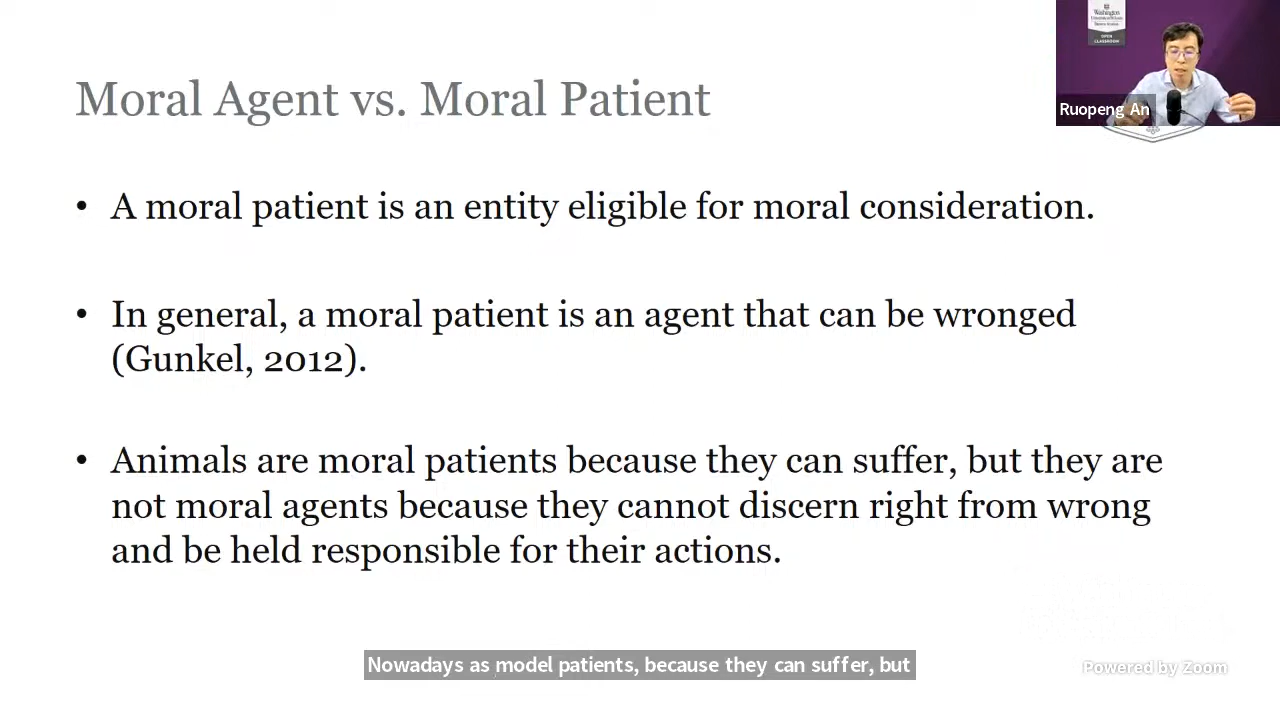 Moral Agent vs. Moral Patient
Washington
OPEN
CLASSROOM
Ruopeng An
• A moral patient is an entity eligible for moral consideration.
• In general, a moral patient is an agent that can be wronged
(Gunkel, 2012).
• Animals are moral patients because they can suffer, but they are
not moral agents because they cannot discern right from wrong
and be held responsible for their actions.
Nowadays as model patients, because they can suffer, but
Powered by Zoom